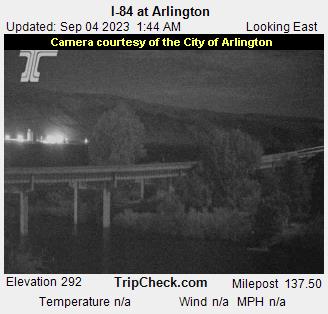 I-84 at Arlington
Updated: Sep 04 2023 1:44 AM Looking East
Camera courtesy of the City of Arlington
Elevation 292 TripCheck.com Milepost 137.50
Temperature n/a Wind n/a MPH n/a